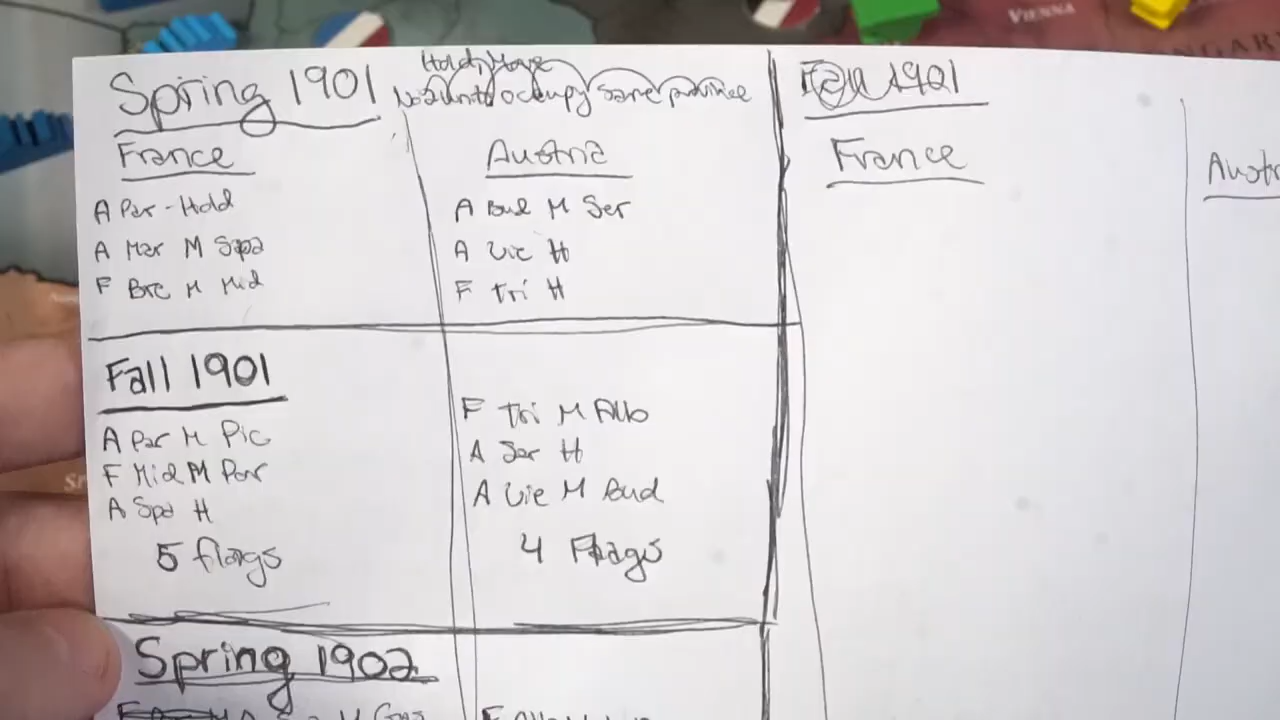 VIENNA
Spring 1901
Hold, Move
No 2 units occupy same province
France
A Par - Hold
A Mar M Spa
F Bre M Mid
Austria
A Bud M Ser
A Vie H
F Tri H
Fall 1901
A Par M Pic
F Mid M Por
A Spa H
5 flags
F Tri M Alb
A Ser H
A Vie M Bud
4 Flags
Spring 1902
Fall 1901
France
Austr